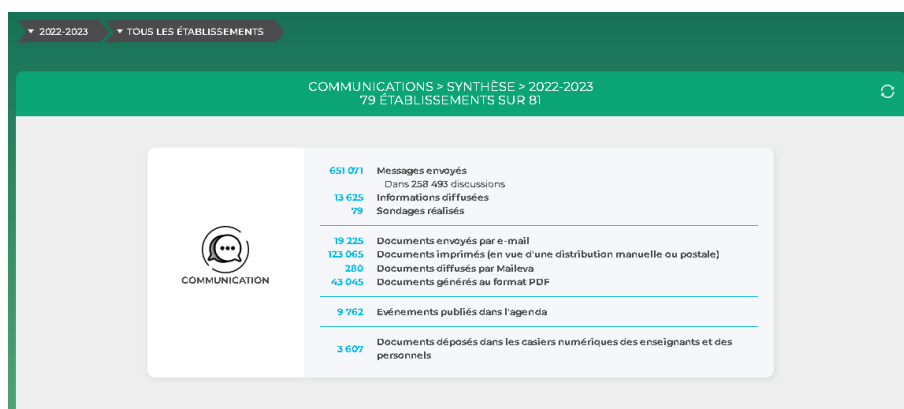 2022-2023
TOUS LES ÉTABLISSEMENTS
COMMUNICATIONS > SYNTHÈSE > 2022-2023
79 ÉTABLISSEMENTS SUR 81
COMMUNICATION
651 071 Messages envoyés
Dans 258 493 discussions
13 625 Informations diffusées
79 Sondages réalisés
19 225 Documents envoyés par e-mail
123 065 Documents imprimés (en vue d'une distribution manuelle ou postale)
280 Documents diffusés par Maileva
43 045 Documents générés au format PDF
9 762 Evénements publiés dans l'agenda
3 607 Documents déposés dans les casiers numériques des enseignants et des
personnels